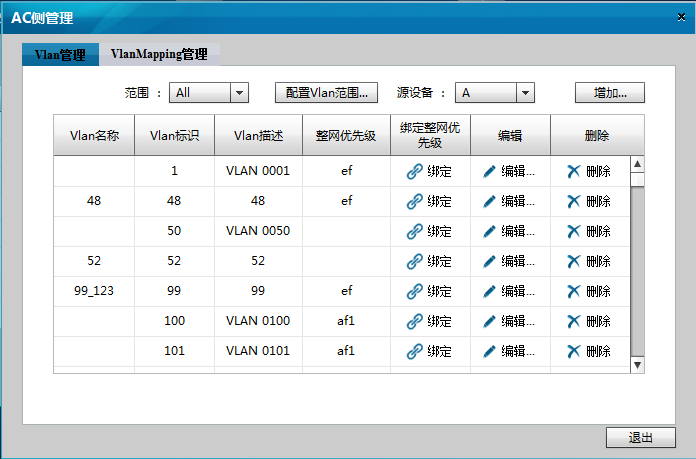 AC侧管理
Vlan管理 VlanMapping管理
范围 : All 配置Vlan范围... 源设备 : A 增加...
Vlan名称 Vlan标识 Vlan描述 整网优先级 绑定整网优先级 编辑 删除
1 VLAN 0001 ef 绑定 编辑... 删除
48 48 48 ef 绑定 编辑... 删除
50 VLAN 0050 绑定 编辑... 删除
52 52 52 绑定 编辑... 删除
99_123 99 99 ef 绑定 编辑... 删除
100 VLAN 0100 af1 绑定 编辑... 删除
101 VLAN 0101 af1 绑定 编辑... 删除
退出